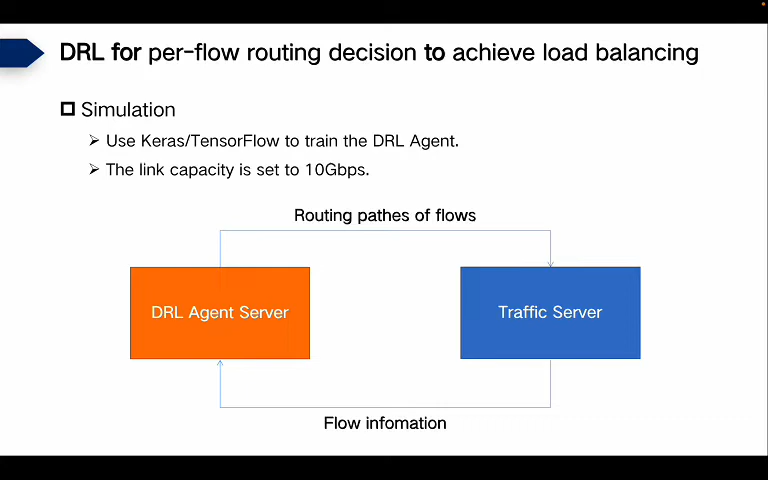 DRL for per-flow routing decision to achieve load balancing
Simulation
Use Keras/TensorFlow to train the DRL Agent.
The link capacity is set to 10Gbps.
Routing pathes of flows
DRL Agent Server
Traffic Server
Flow infomation